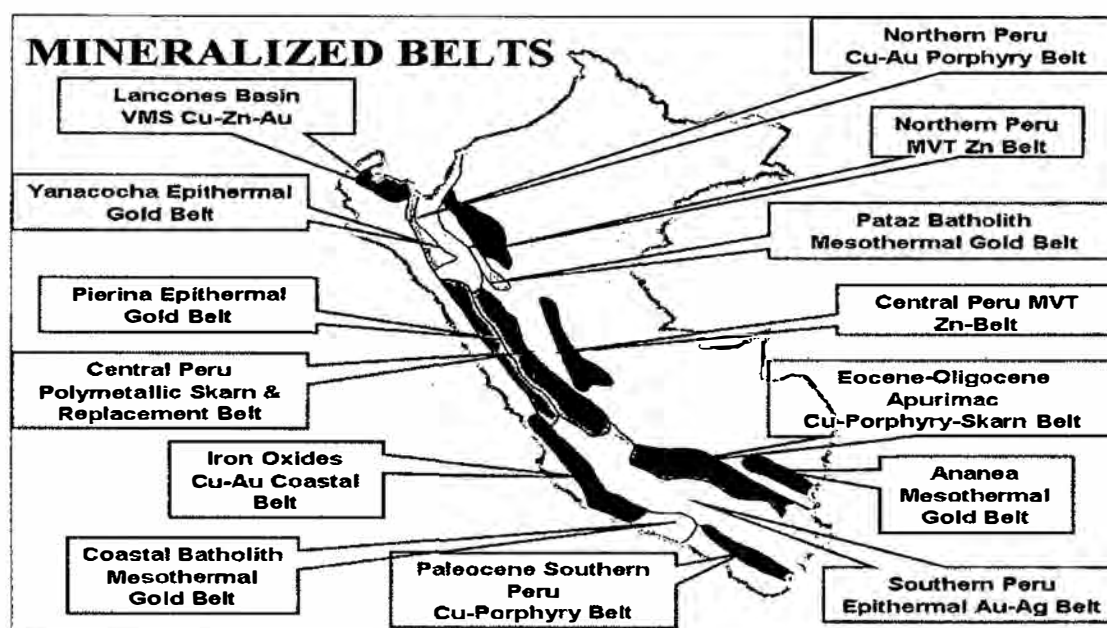 MINERALIZED BELTS
Northern Peru
Cu-Au Porphyry Belt
Lancones Basin
VMS Cu-Zn-Au
Northern Peru
MVT Zn Belt
Yanacocha Epithermal
Gold Belt
Pataz Batholith
Mesothermal Gold Belt
Pierina Epithermal
Gold Belt
Central Peru MVT
Zn-Belt
Central Peru
Polymetallic Skarn &
Replacement Belt
Eocene-Oligocene
Apurimac
Cu-Porphyry-Skarn Belt
Iron Oxides
Cu-Au Coastal
Belt
Ananea
Mesothermal
Gold Belt
Coastal Batholith
Mesothermal
Gold Belt
Paleocene Southern
Peru
Cu-Porphyry Belt
Southern Peru
Epithermal Au-Ag Belt